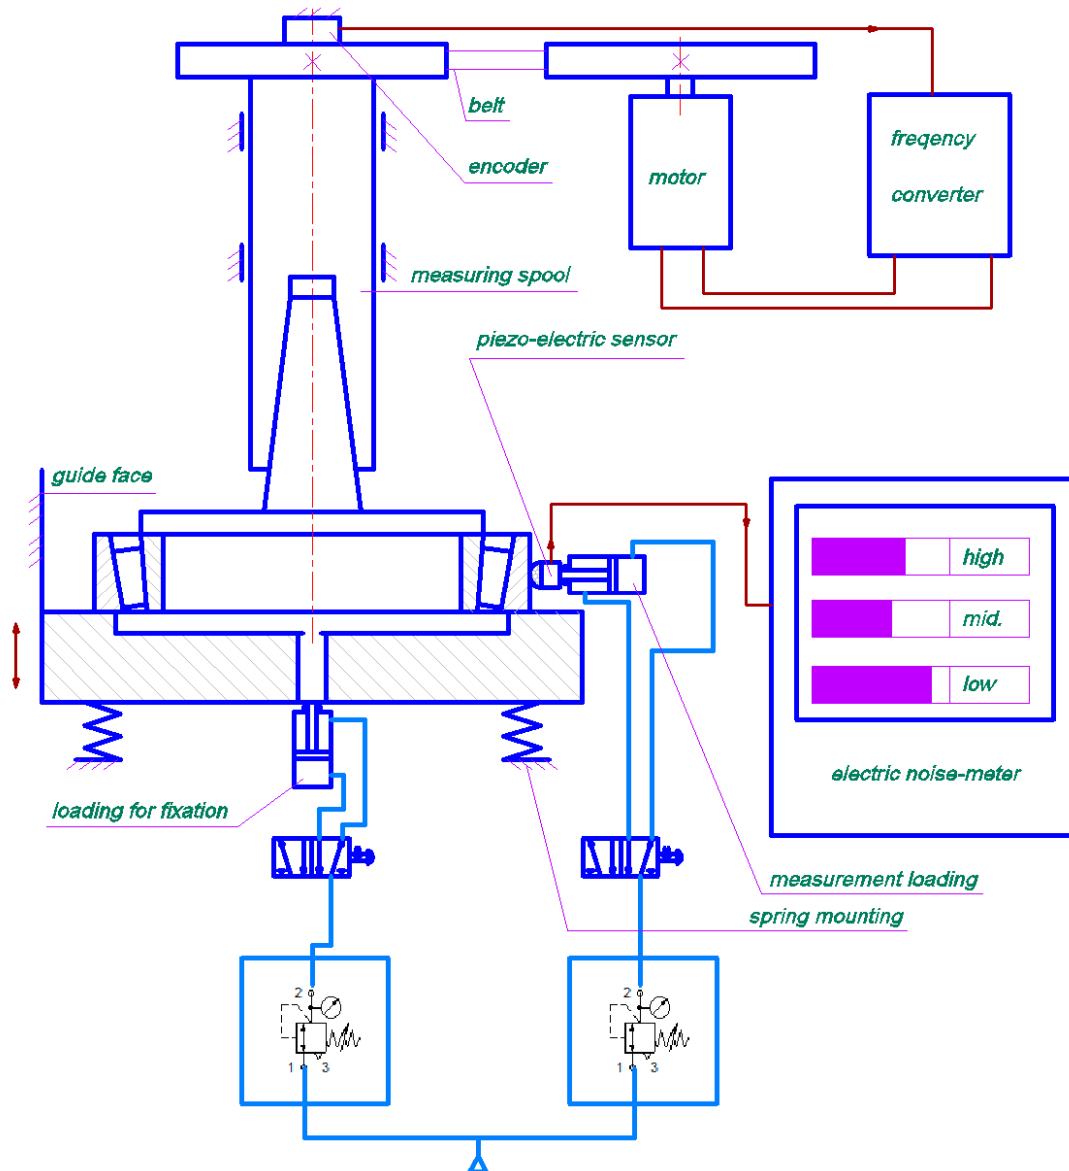 belt
encoder
motor
freqency
converter
measuring spool
piezo-electric sensor
guide face
high
mid.
low
electric noise-meter
loading for fixation
measurement loading
spring mounting
2
1 3
2
1 3